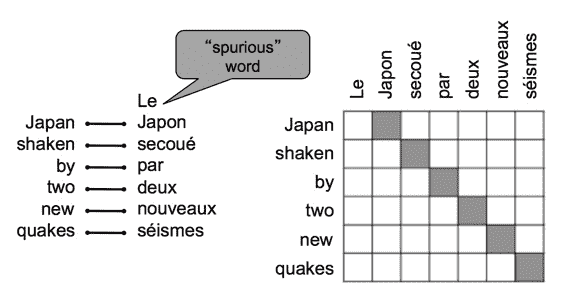 “spurious”
word
Le
Japan Japon
shaken secoué
by par
two deux
new nouveaux
quakes séismes
Le Japon secoué par deux nouveaux séismes
Japan
shaken
by
two
new
quakes